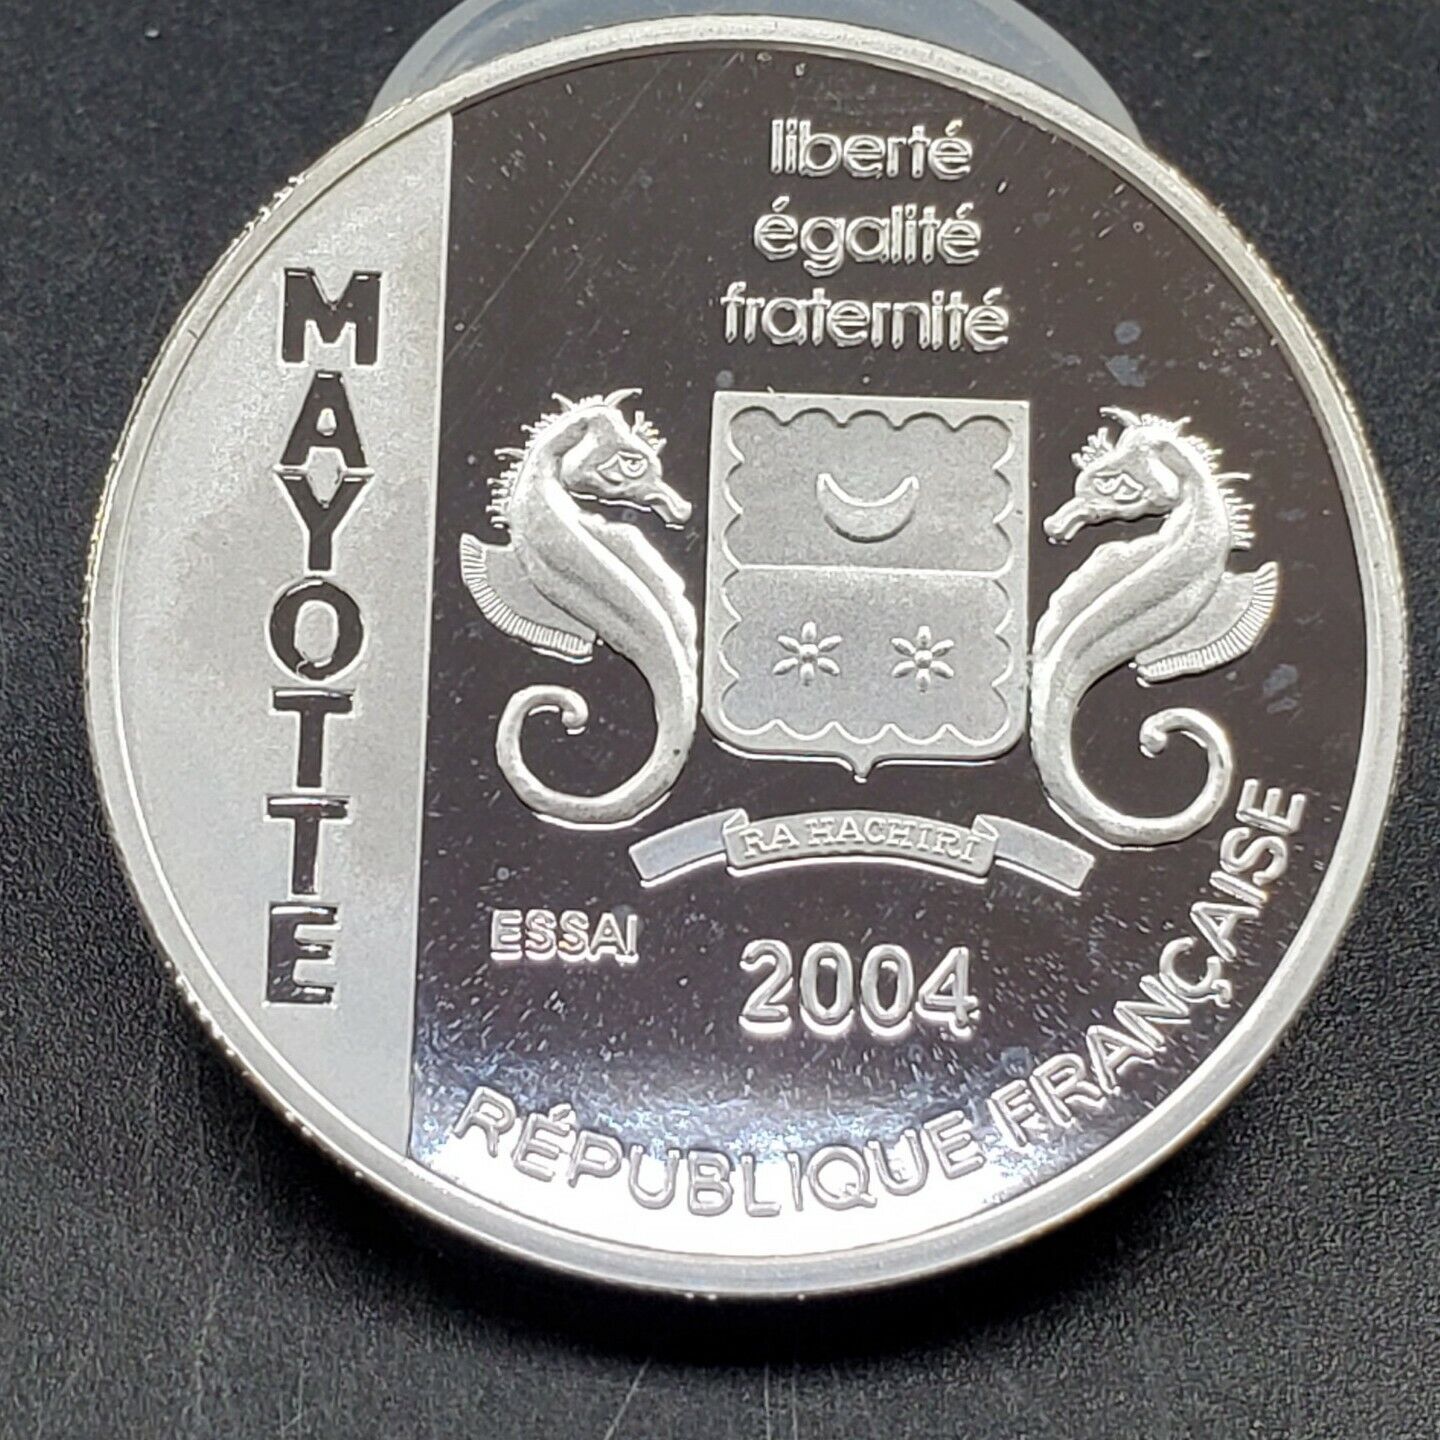 MAYOTTE
liberté
égalité
fraternité
RA HACHIRI
ESSAI
2004
RÉPUBLIQUE FRANÇAISE